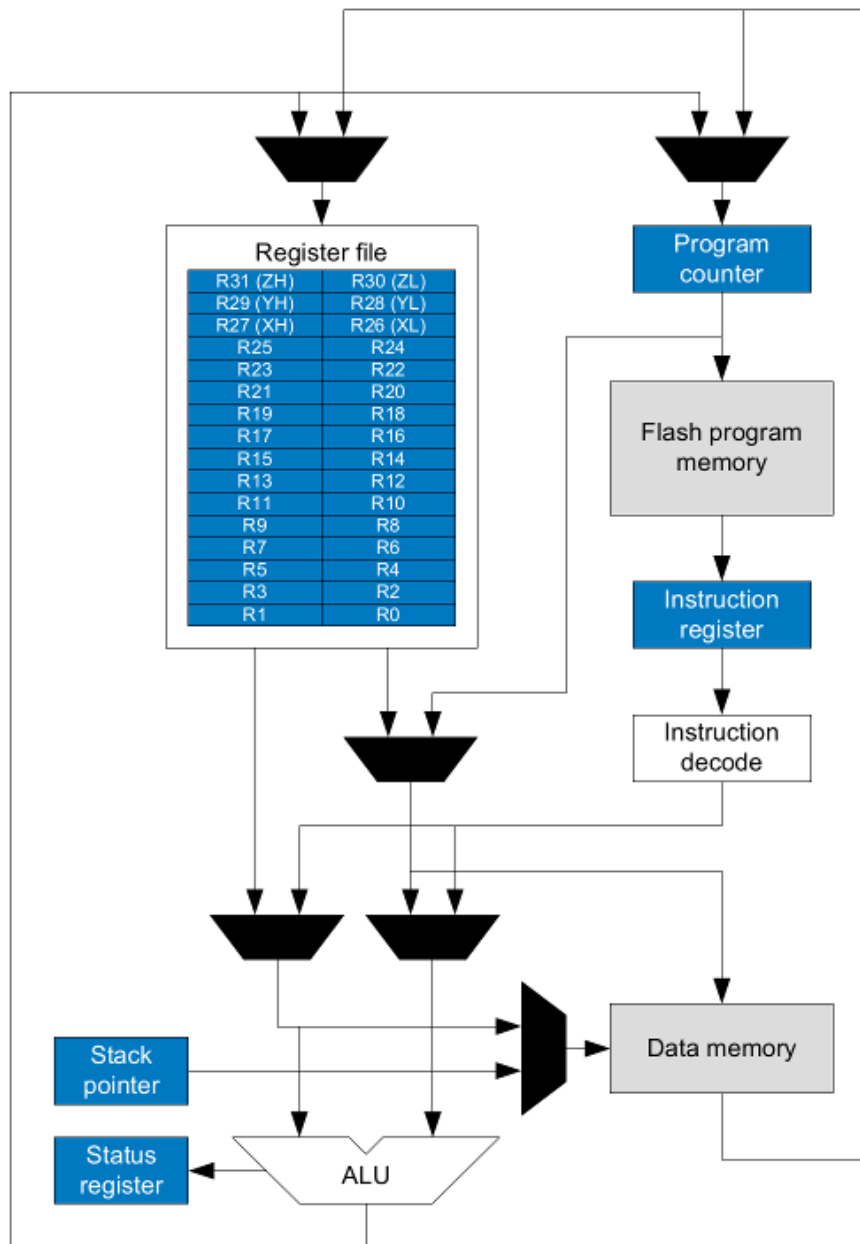 Register file
R31 (ZH) R30 (ZL)
R29 (YH) R28 (YL)
R27 (XH) R26 (XL)
R25 R24
R23 R22
R21 R20
R19 R18
R17 R16
R15 R14
R13 R12
R11 R10
R9 R8
R7 R6
R5 R4
R3 R2
R1 R0
Program
counter
Flash program
memory
Instruction
register
Instruction
decode
Stack
pointer
Data memory
Status
register
ALU